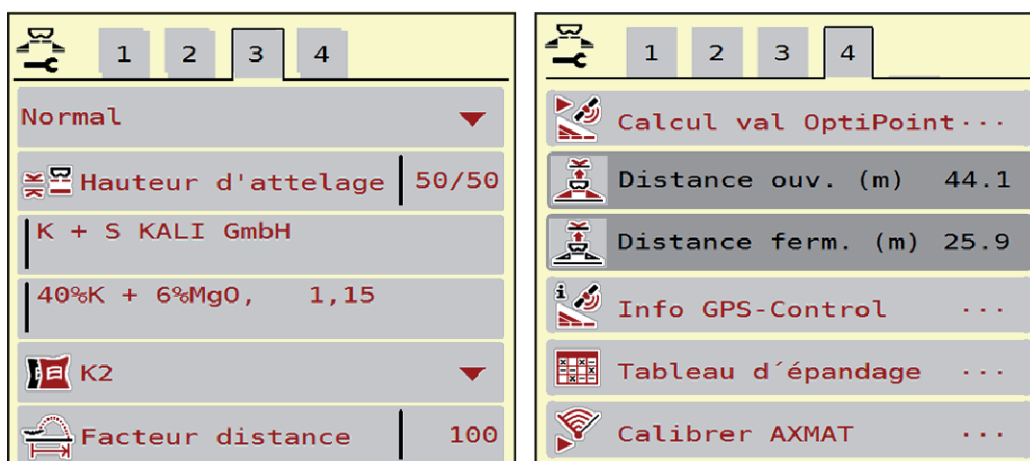 1 2 3 4
Normal
Hauteur d'attelage 50/50
K + S KALI GmbH
40%K + 6%MgO, 1,15
K2
Facteur distance 100
1 2 3 4
Calcul val OptiPoint ...
Distance ouv. (m) 44.1
Distance ferm. (m) 25.9
i
Info GPS-Control ...
Tableau d´épandage ...
Calibrer AXMAT ...